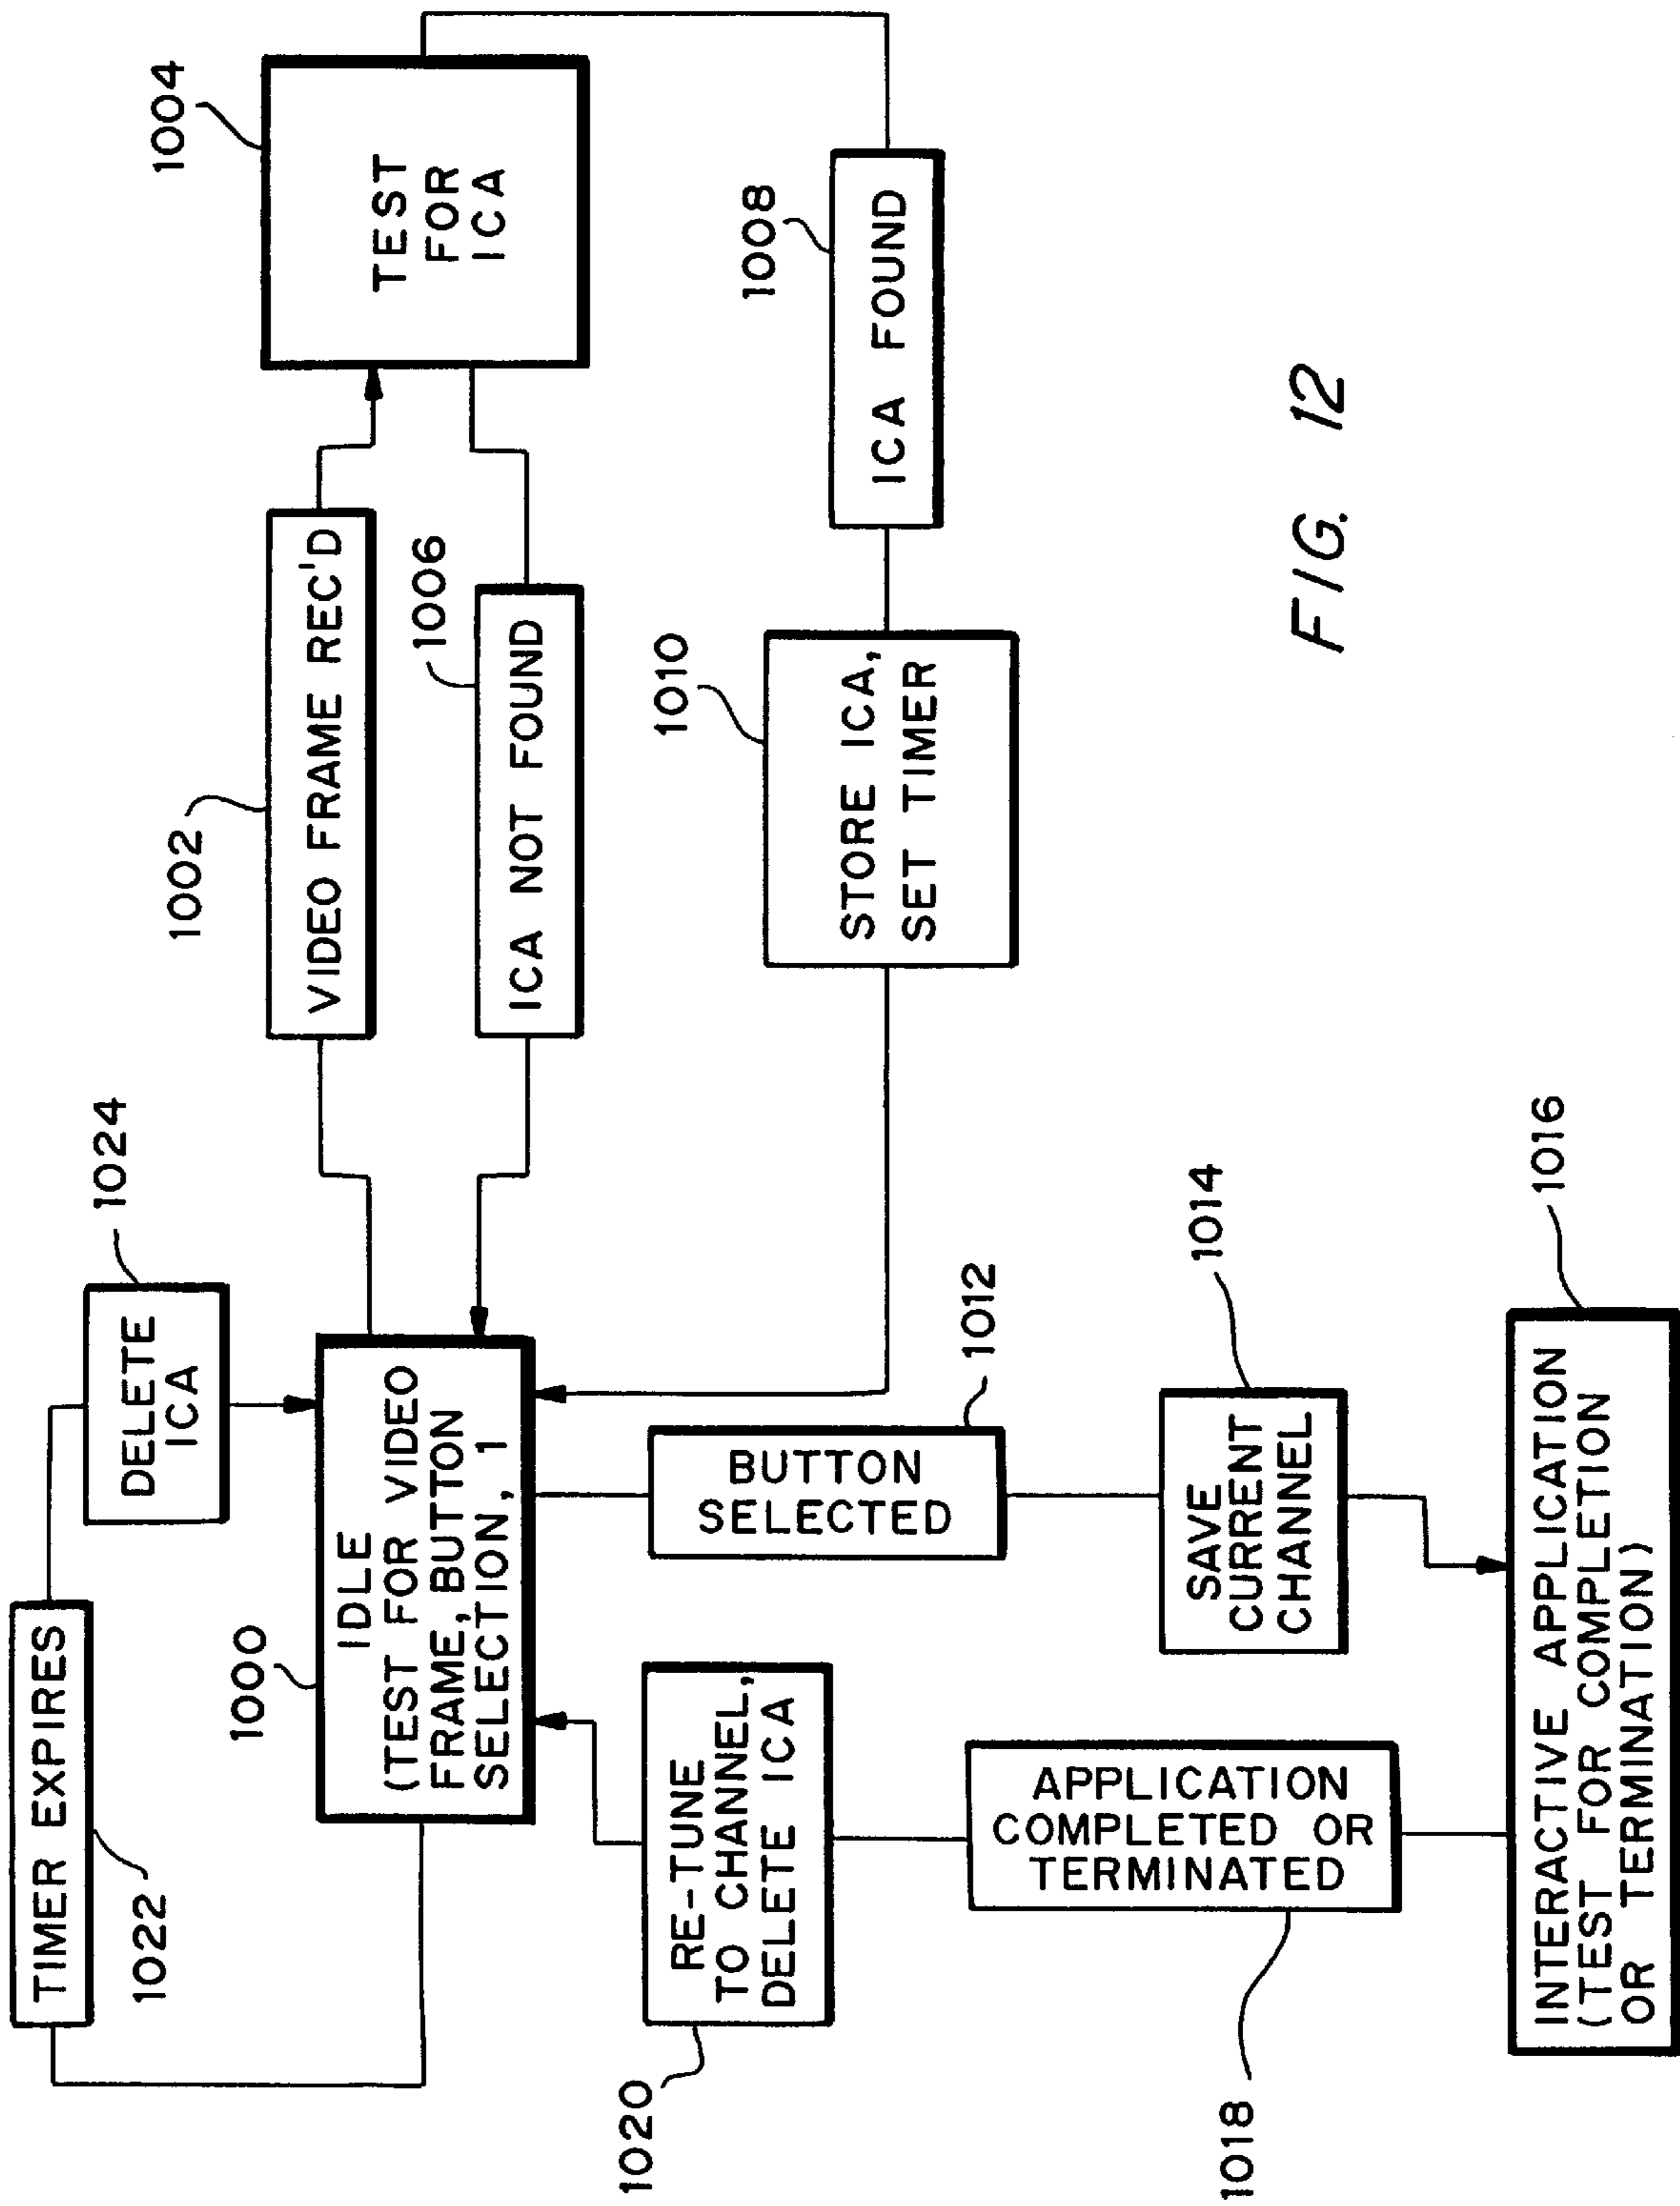 TIMER EXPIRES
1022
DELETE
ICA
1024
1000
IDLE
(TEST FOR VIDEO
FRAME, BUTTON
SELECTION, 1
1002
VIDEO FRAME REC'D
1006
ICA NOT FOUND
1004
TEST
FOR
ICA
1008
ICA FOUND
1010
STORE ICA,
SET TIMER
1012
BUTTON
SELECTED
1014
SAVE
CURRENT
CHANNEL
1016
INTERACTIVE APPLICATION
(TEST FOR COMPLETION
OR TERMINATION)
1018
APPLICATION
COMPLETED OR
TERMINATED
1020
RE-TUNE
TO CHANNEL,
DELETE ICA
FIG. 12